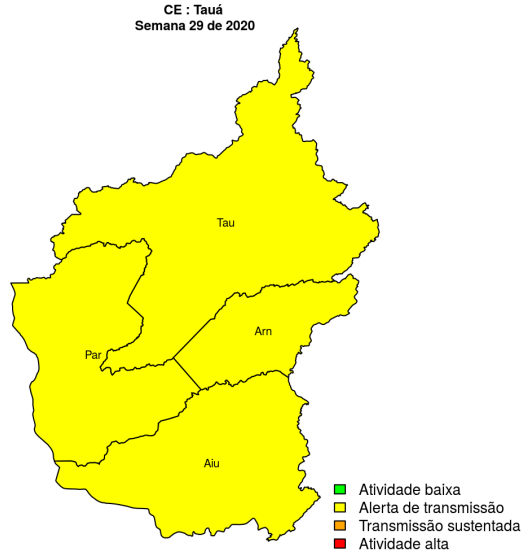 CE : Tauá
Semana 29 de 2020
Tau
Arn
Par
Aiu
Atividade baixa
Alerta de transmissão
Transmissão sustentada
Atividade alta